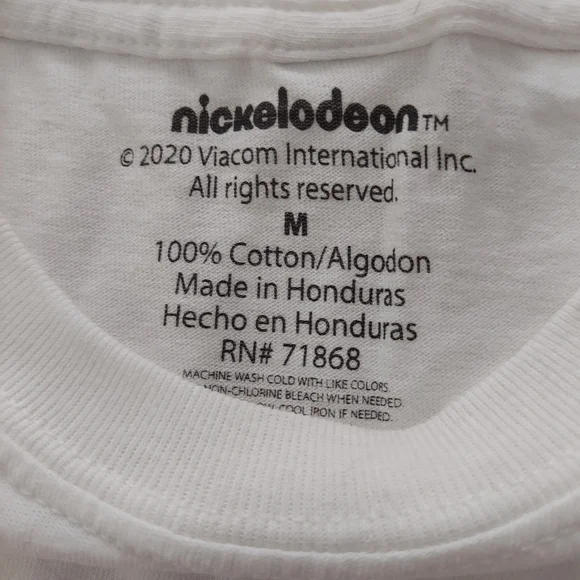 nickelodeon™
© 2020 Viacom International Inc.
All rights reserved.
M
100% Cotton/Algodon
Made in Honduras
Hecho en Honduras
RN# 71868
MACHINE WASH COLD WITH LIKE COLORS.
NON-CHLORINE BLEACH WHEN NEEDED.
COOL IRON IF NEEDED.